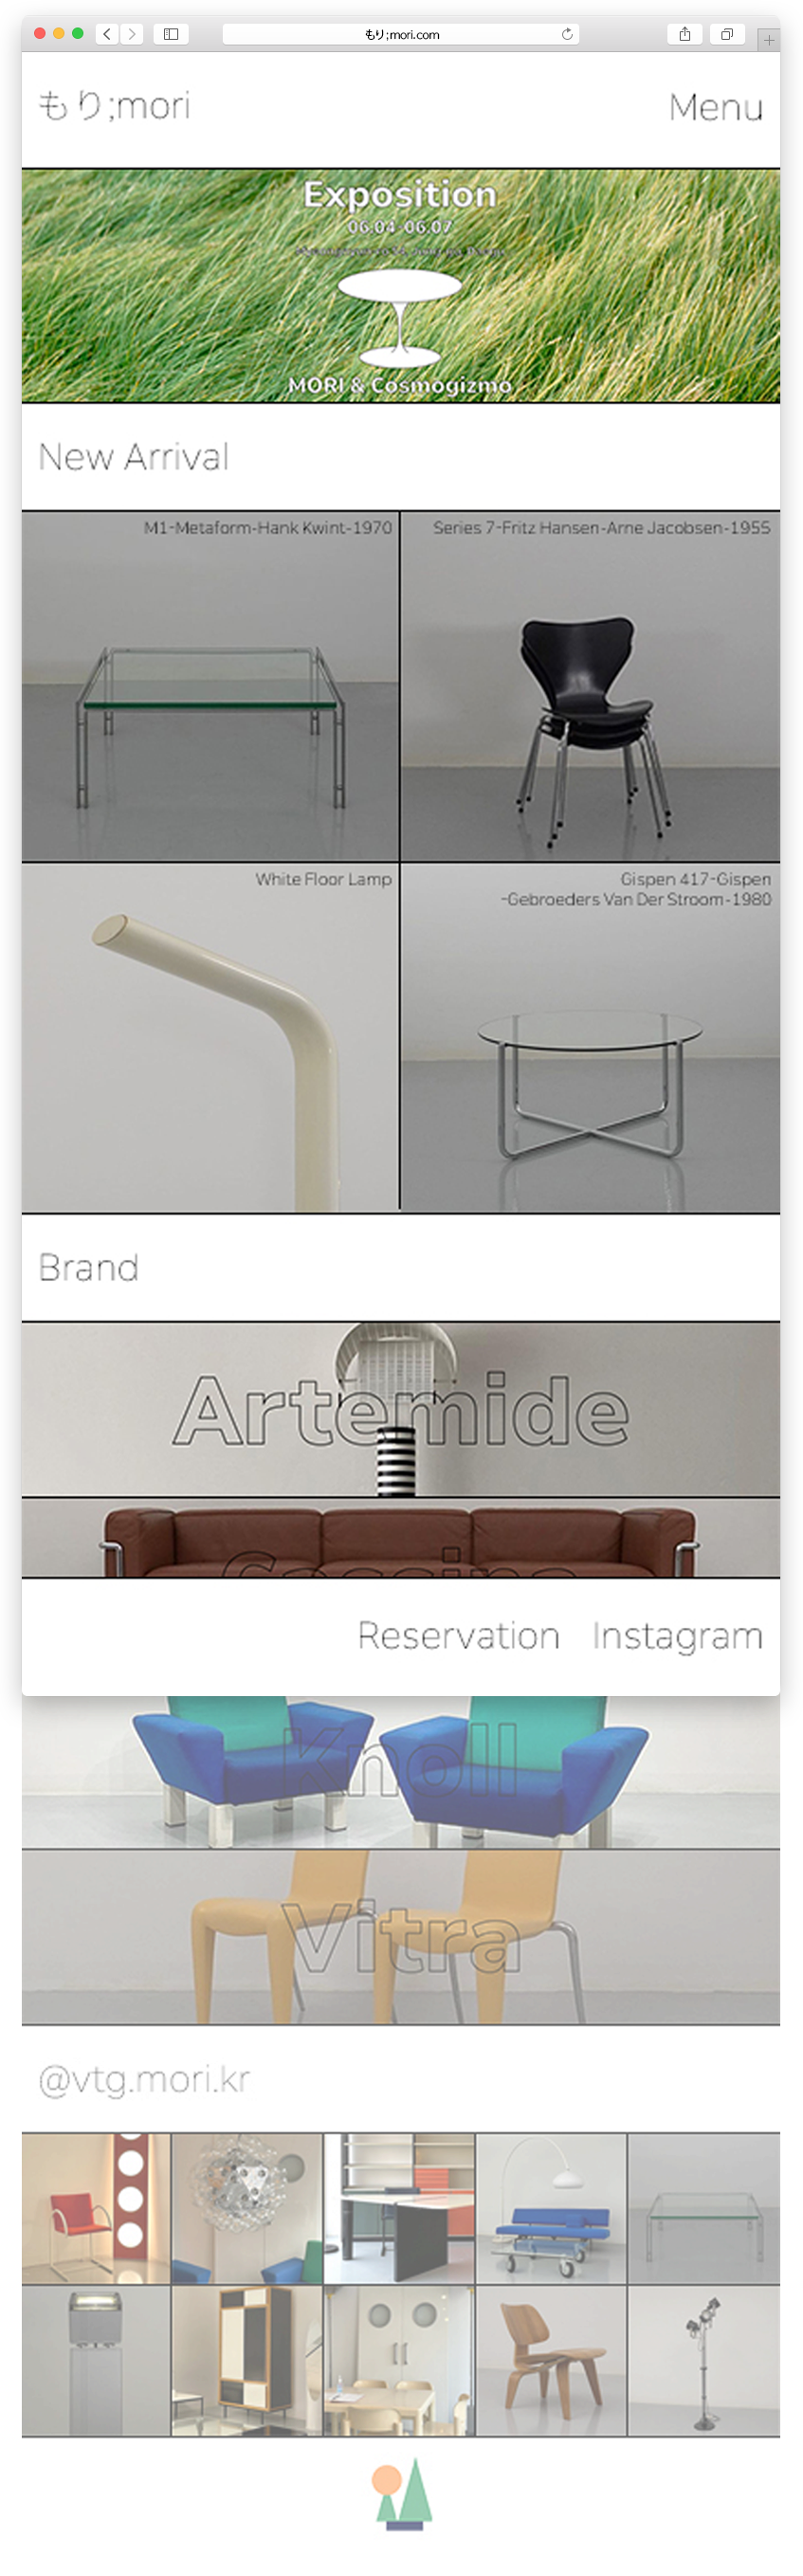 もり;mori.com
もり;mori
Menu
Exposition
06.04-06.07
MORI & Cosmogizmo
New Arrival
M1-Metaform-Hank Kwint-1970
Series 7-Fritz Hansen-Arne Jacobsen-1955
White Floor Lamp
Gispen 417-Gispen
-Gebroeders Van Der Stroom-1980
Brand
Artemide
Reservation
Instagram
Knoll
Vitra
@vtg.mori.kr